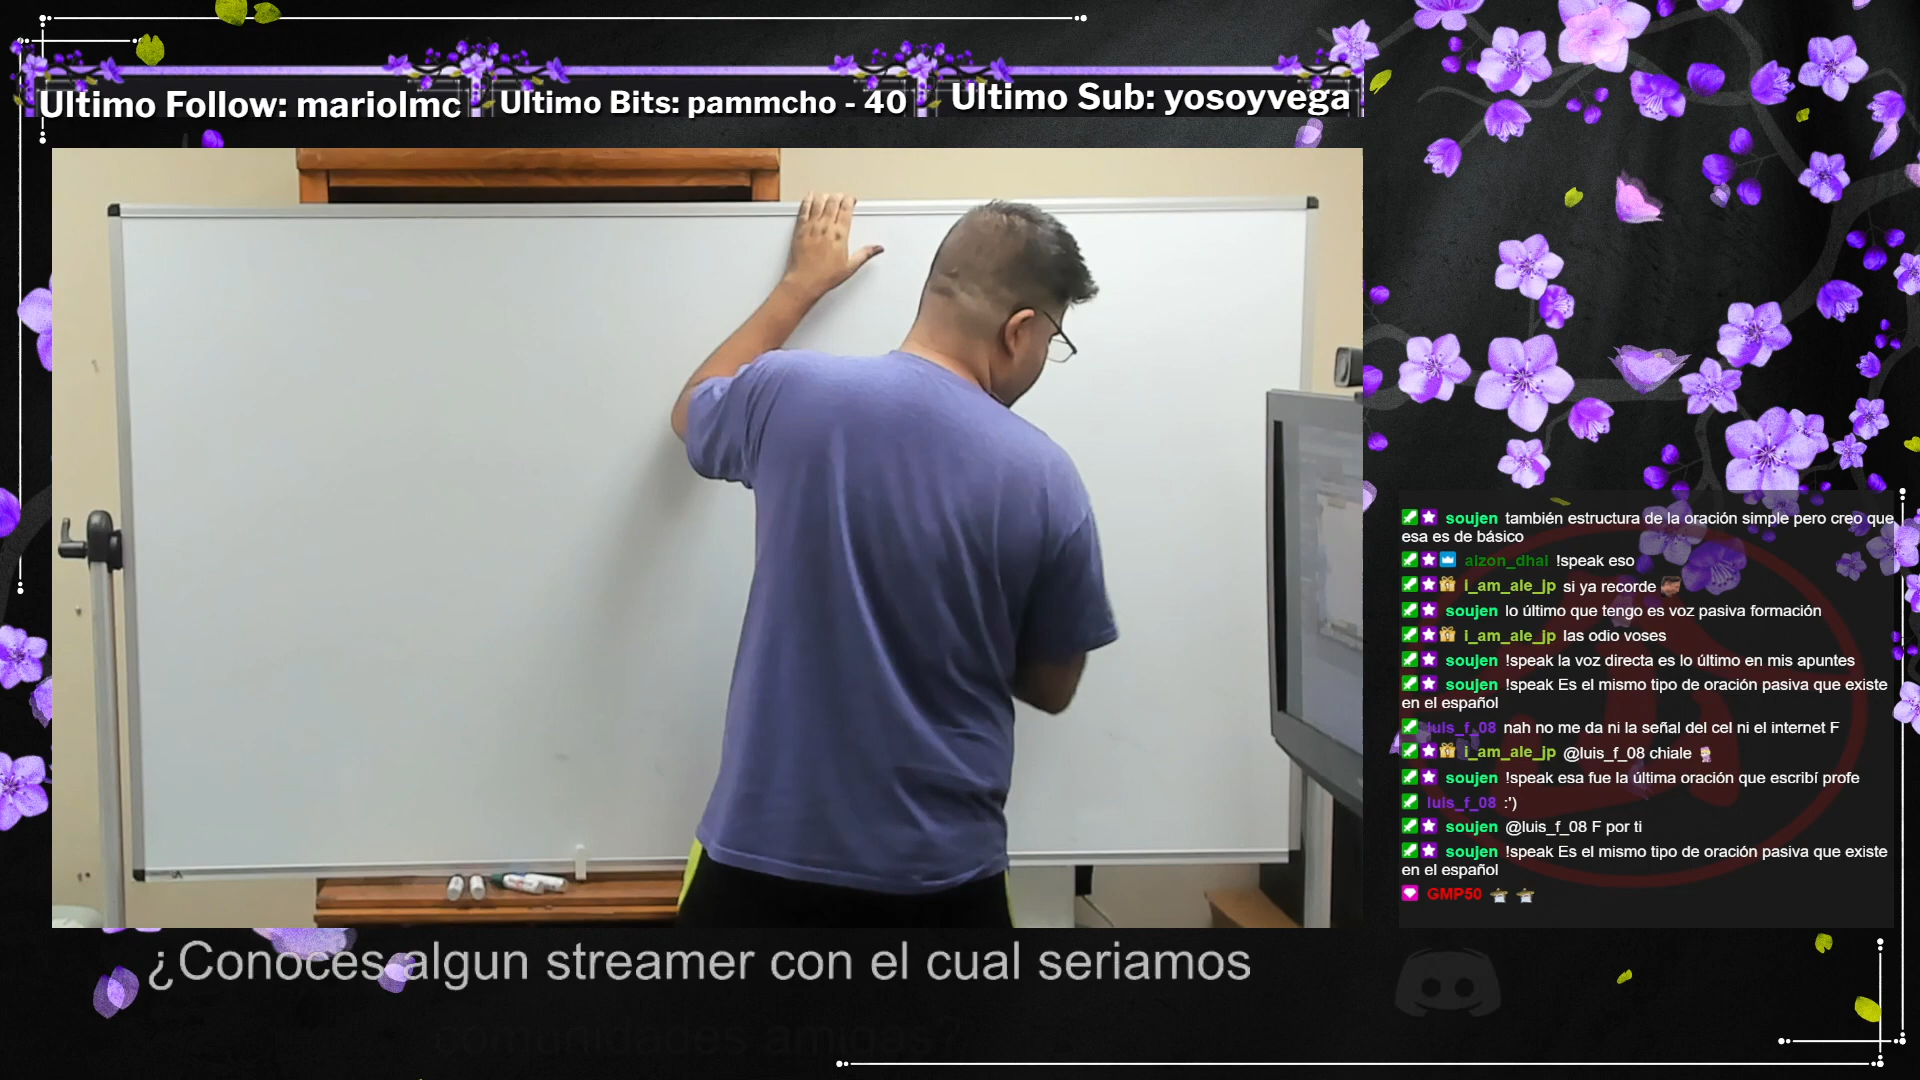 Ultimo Follow: mariolmc
Ultimo Bits: pammcho - 40
Ultimo Sub: yosoyvega
soujen también estructura de la oración simple pero creo que
esa es de básico
aizon_dhal !speak eso
i_am_ale_jp si ya recorde
soujen lo último que tengo es voz pasiva formación
i_am_ale_jp las odio voses
soujen !speak la voz directa es lo último en mis apuntes
soujen !speak Es el mismo tipo de oración pasiva que existe
en el español
luis_f_08 nah no me da ni la señal del cel ni el internet F
i_am_ale_jp @luis_f_08 chiale
soujen !speak esa fue la última oración que escribí profe
luis_f_08 :')
soujen @luis_f_08 F por ti
soujen !speak Es el mismo tipo de oración pasiva que existe
en el español
GMP50
¿Conoces algun streamer con el cual seriamos
comunidades amigas?